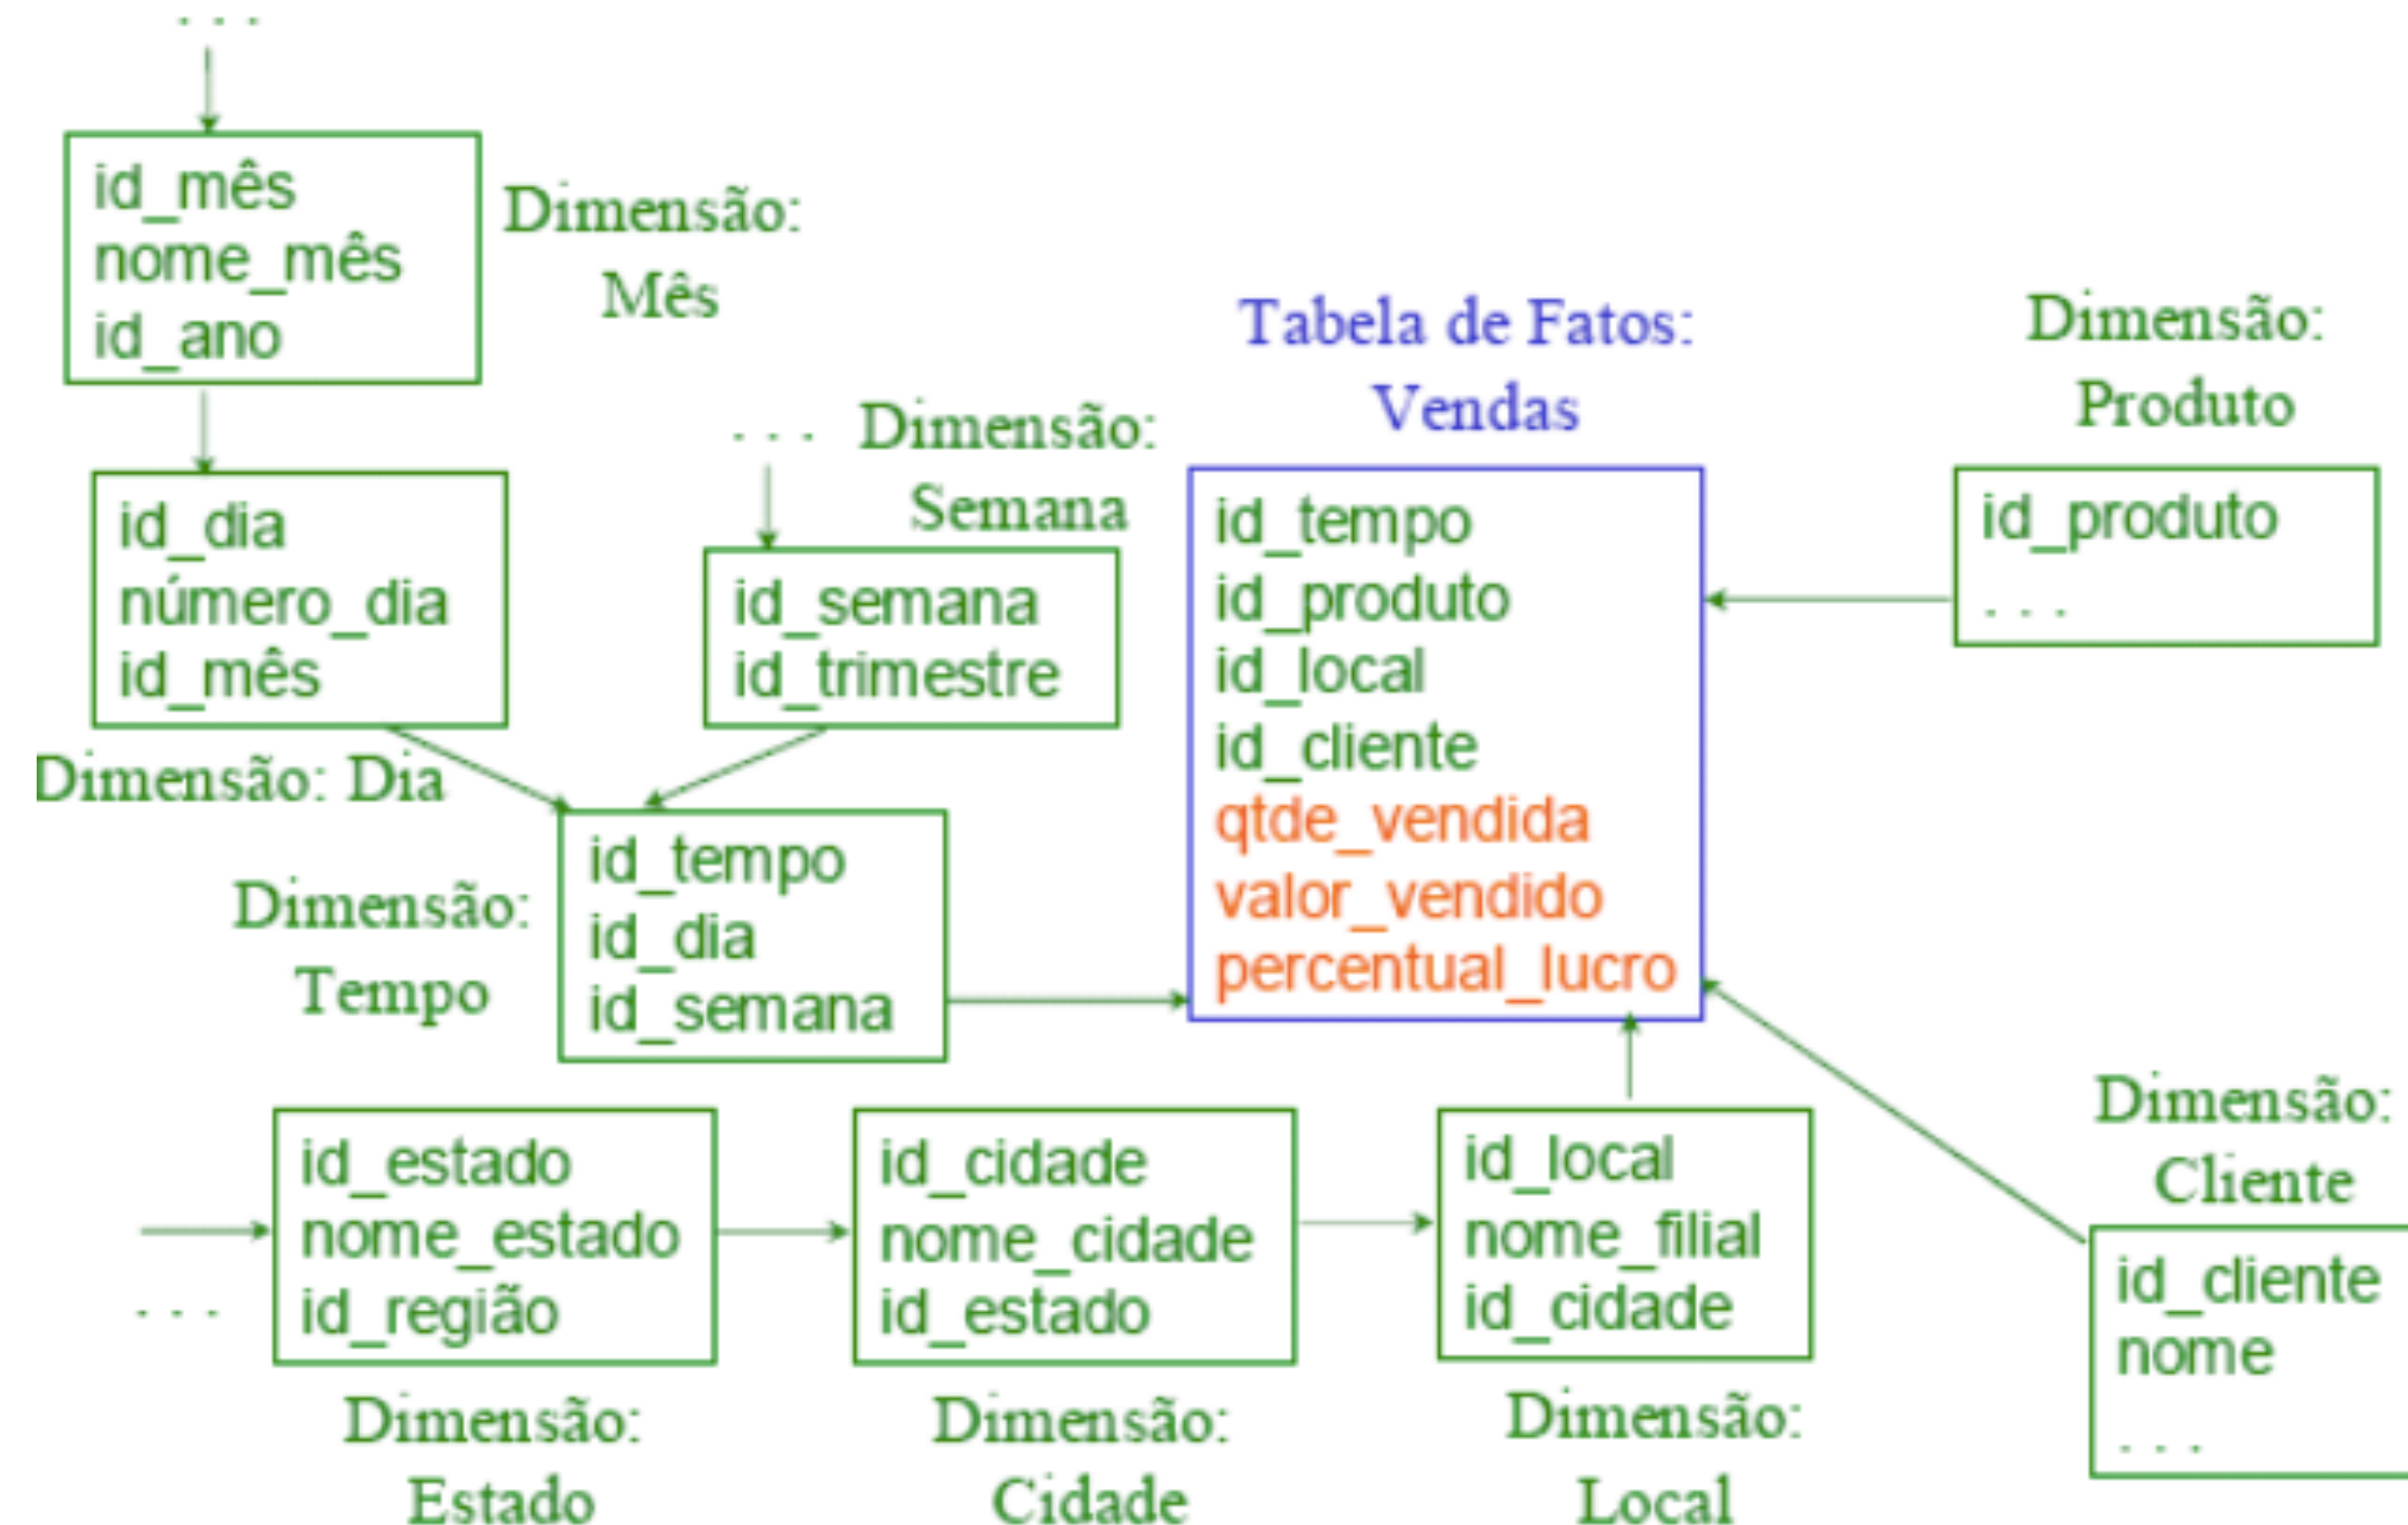 . . .
id_mês
nome_mês
id_ano
Dimensão:
Mês
id_dia
número_dia
id_mês
Dimensão: Dia
. . .
Dimensão:
Semana
id_semana
id_trimestre
Dimensão:
Tempo
id_tempo
id_dia
id_semana
Tabela de Fatos:
Vendas
id_tempo
id_produto
id_local
id_cliente
qtde_vendida
valor_vendido
percentual_lucro
Dimensão:
Produto
id_produto
. . .
. . .
id_estado
nome_estado
id_região
Dimensão:
Estado
id_cidade
nome_cidade
id_estado
Dimensão:
Cidade
id_local
nome_filial
id_cidade
Dimensão:
Local
Dimensão:
Cliente
id_cliente
nome
. . .